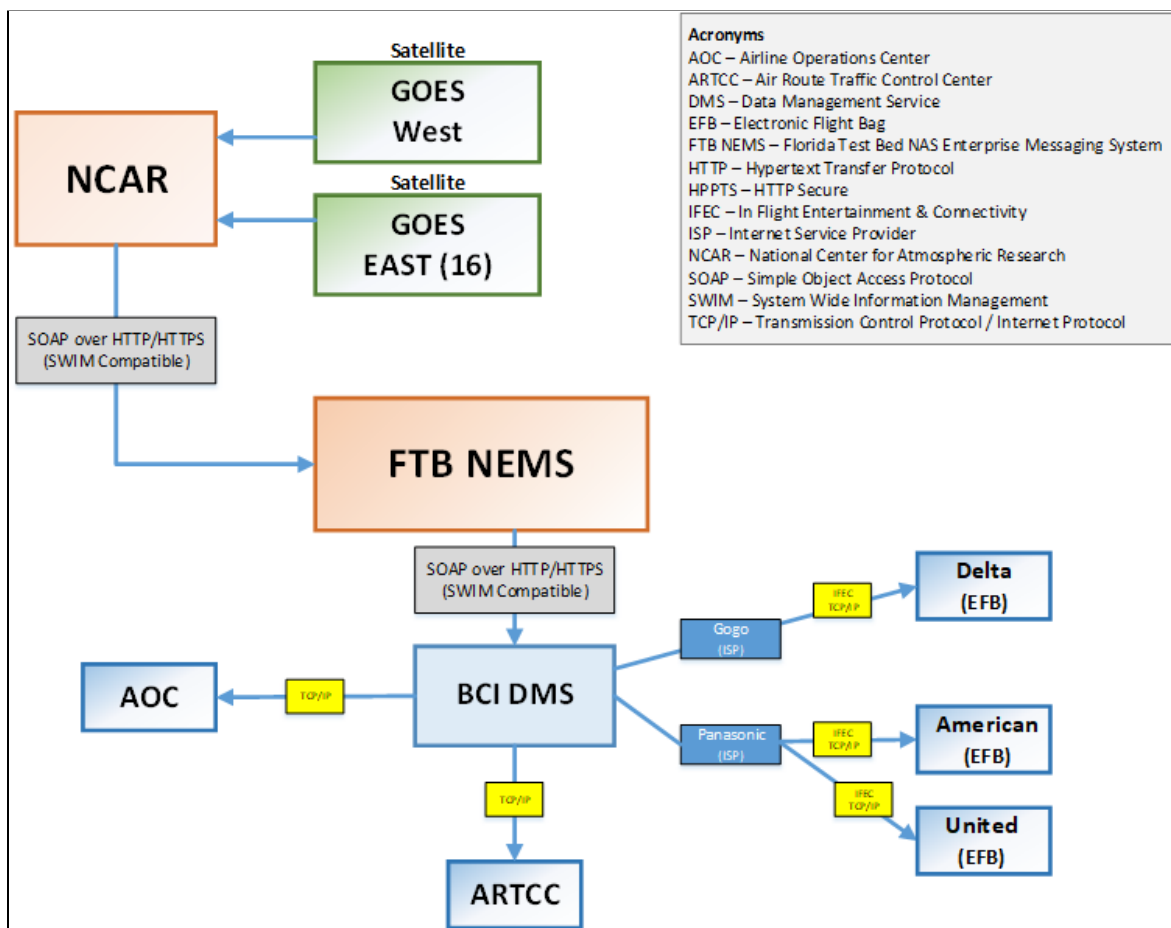 Satellite
GOES
West
Satellite
GOES
EAST (16)
NCAR
Acronyms
AOC – Airline Operations Center
ARTCC – Air Route Traffic Control Center
DMS – Data Management Service
EFB – Electronic Flight Bag
FTB NEMS – Florida Test Bed NAS Enterprise Messaging System
HTTP – Hypertext Transfer Protocol
HPPTS – HTTP Secure
IFEC – In Flight Entertainment & Connectivity
ISP – Internet Service Provider
NCAR – National Center for Atmospheric Research
SOAP – Simple Object Access Protocol
SWIM – System Wide Information Management
TCP/IP – Transmission Control Protocol / Internet Protocol
SOAP over HTTP/HTTPS
(SWIM Compatible)
FTB NEMS
SOAP over HTTP/HTTPS
(SWIM Compatible)
Gogo
(ISP)
IFEC
TCP/IP
Delta
(EFB)
AOC
TCP/IP
BCI DMS
Panasonic
(ISP)
IFEC
TCP/IP
American
(EFB)
IFEC
TCP/IP
United
(EFB)
TCP/IP
ARTCC